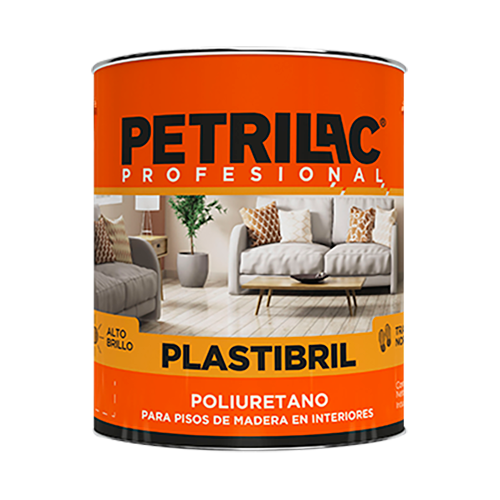 PETRILAC®
PROFESIONAL
ALTO
BRILLO
PLASTIBRIL
POLIURETANO
PARA PISOS DE MADERA EN INTERIORES